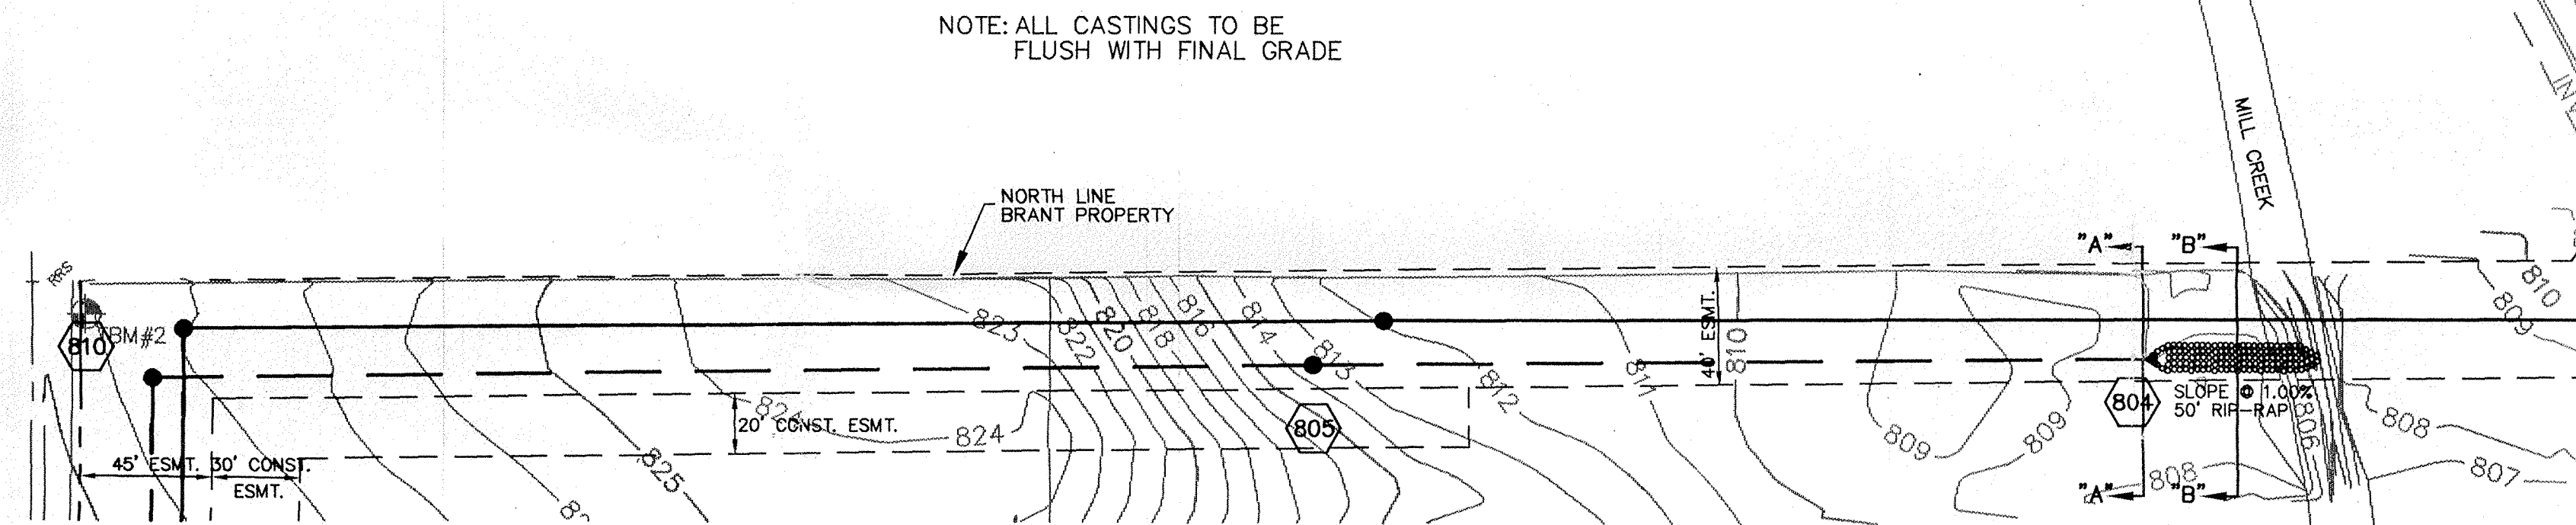 NOTE: ALL CASTINGS TO BE
FLUSH WITH FINAL GRADE
MILL CREEK
NORTH LINE
BRANT PROPERTY
RRS
TBM#2
810
823
822
820
818
816
814
813
812
811
810
40' ESMT.
809
809
808
"A"
"B"
"A"
"B"
804
805
SLOPE @ 1.00%
50' RIP-RAP
806
808
807
809
810
824
824
825
20' CONST. ESMT.
45' ESMT.
30' CONST.
ESMT.